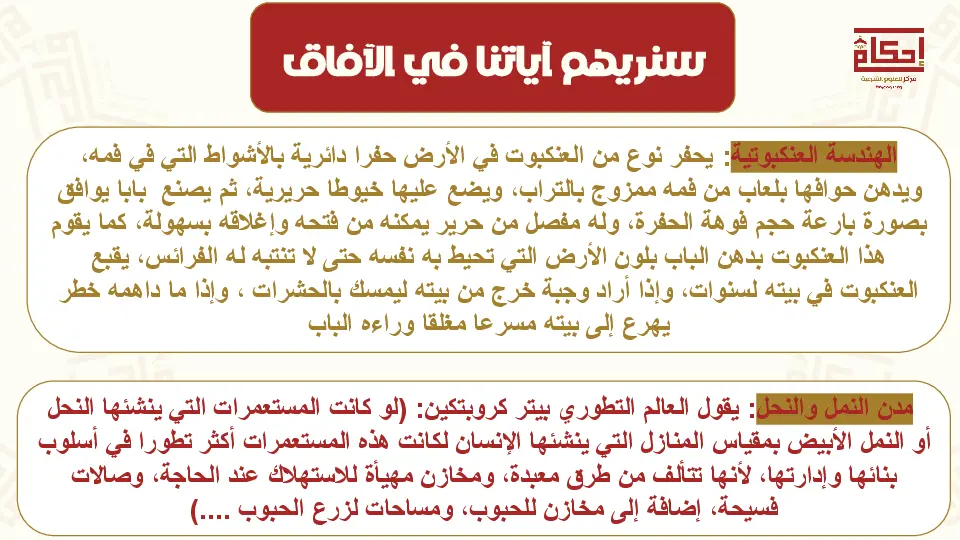 سنريهم آياتنا في الآفاق
إحكام
مركز للعلوم الشرعية
الهندسة العنكبوتية: يحفر نوع من العنكبوت في الأرض حفرا دائرية بالأشواط التي في فمه،
ويدهن حوافها بلعاب من فمه ممزوج بالتراب، ويضع عليها خيوطا حريرية، ثم يصنع بابا يوافق
بصورة بارعة حجم فوهة الحفرة، وله مفصل من حرير يمكنه من فتحه وإغلاقه بسهولة، كما يقوم
هذا العنكبوت بدهن الباب بلون الأرض التي تحيط به نفسه حتى لا تنتبه له الفرائس، يقبع
العنكبوت في بيته لسنوات، وإذا أراد وجبة خرج من بيته ليمسك بالحشرات ، وإذا ما داهمه خطر
يهرع إلى بيته مسرعا مغلقا وراءه الباب
مدن النمل والنحل: يقول العالم التطوري بيتر كروبتكين: (لو كانت المستعمرات التي ينشئها النحل
أو النمل الأبيض بمقياس المنازل التي ينشئها الإنسان لكانت هذه المستعمرات أكثر تطورا في أسلوب
بنائها وإدارتها، لأنها تتألف من طرق معبدة، ومخازن مهيأة للاستهلاك عند الحاجة، وصالات
فسيحة، إضافة إلى مخازن للحبوب، ومساحات لزرع الحبوب ....)